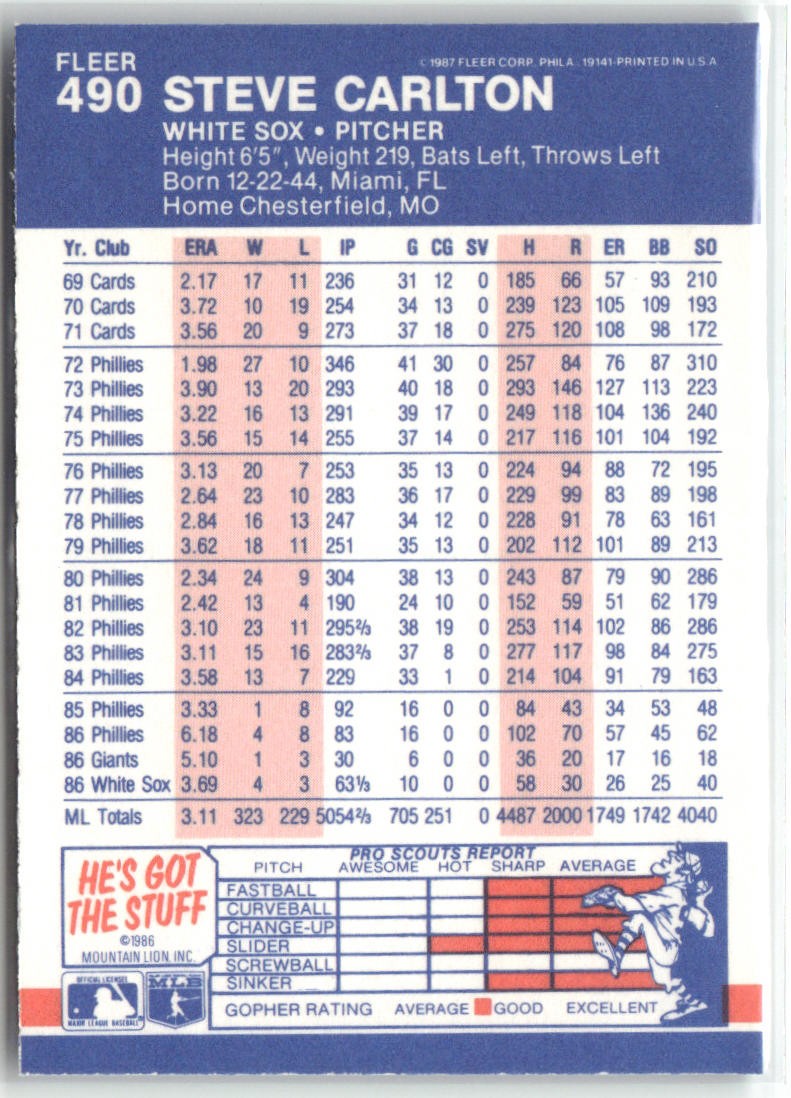 FLEER
© 1987 FLEER CORP. PHILA. 19141-PRINTED IN U.S.A
490 STEVE CARLTON
WHITE SOX • PITCHER
Height 6'5", Weight 219, Bats Left, Throws Left
Born 12-22-44, Miami, FL
Home Chesterfield, MO
Yr. Club ERA W L IP G CG SV H R ER BB SO
69 Cards 2.17 17 11 236 31 12 0 185 66 57 93 210
70 Cards 3.72 10 19 254 34 13 0 239 123 105 109 193
71 Cards 3.56 20 9 273 37 18 0 275 120 108 98 172
72 Phillies 1.98 27 10 346 41 30 0 257 84 76 87 310
73 Phillies 3.90 13 20 293 40 18 0 293 146 127 113 223
74 Phillies 3.22 16 13 291 39 17 0 249 118 104 136 240
75 Phillies 3.56 15 14 255 37 14 0 217 116 101 104 192
76 Phillies 3.13 20 7 253 35 13 0 224 94 88 72 195
77 Phillies 2.64 23 10 283 36 17 0 229 99 83 89 198
78 Phillies 2.84 16 13 247 34 12 0 228 91 78 63 161
79 Phillies 3.62 18 11 251 35 13 0 202 112 101 89 213
80 Phillies 2.34 24 9 304 38 13 0 243 87 79 90 286
81 Phillies 2.42 13 4 190 24 10 0 152 59 51 62 179
82 Phillies 3.10 23 11 295⅔ 38 19 0 253 114 102 86 286
83 Phillies 3.11 15 16 283⅔ 37 8 0 277 117 98 84 275
84 Phillies 3.58 13 7 229 33 1 0 214 104 91 79 163
85 Phillies 3.33 1 8 92 16 0 0 84 43 34 53 48
86 Phillies 6.18 4 8 83 16 0 0 102 70 57 45 62
86 Giants 5.10 1 3 30 6 0 0 36 20 17 16 18
86 White Sox 3.69 4 3 63⅓ 10 0 0 58 30 26 25 40
ML Totals 3.11 323 229 5054⅔ 705 251 0 4487 2000 1749 1742 4040
HE'S GOT
THE STUFF
©1986
MOUNTAIN LION, INC.
OFFICIAL LICENSEE
MAJOR LEAGUE BASEBALL
MLB
PRO SCOUTS REPORT
PITCH AWESOME HOT SHARP AVERAGE
FASTBALL
CURVEBALL
CHANGE-UP
SLIDER
SCREWBALL
SINKER
GOPHER RATING AVERAGE GOOD EXCELLENT